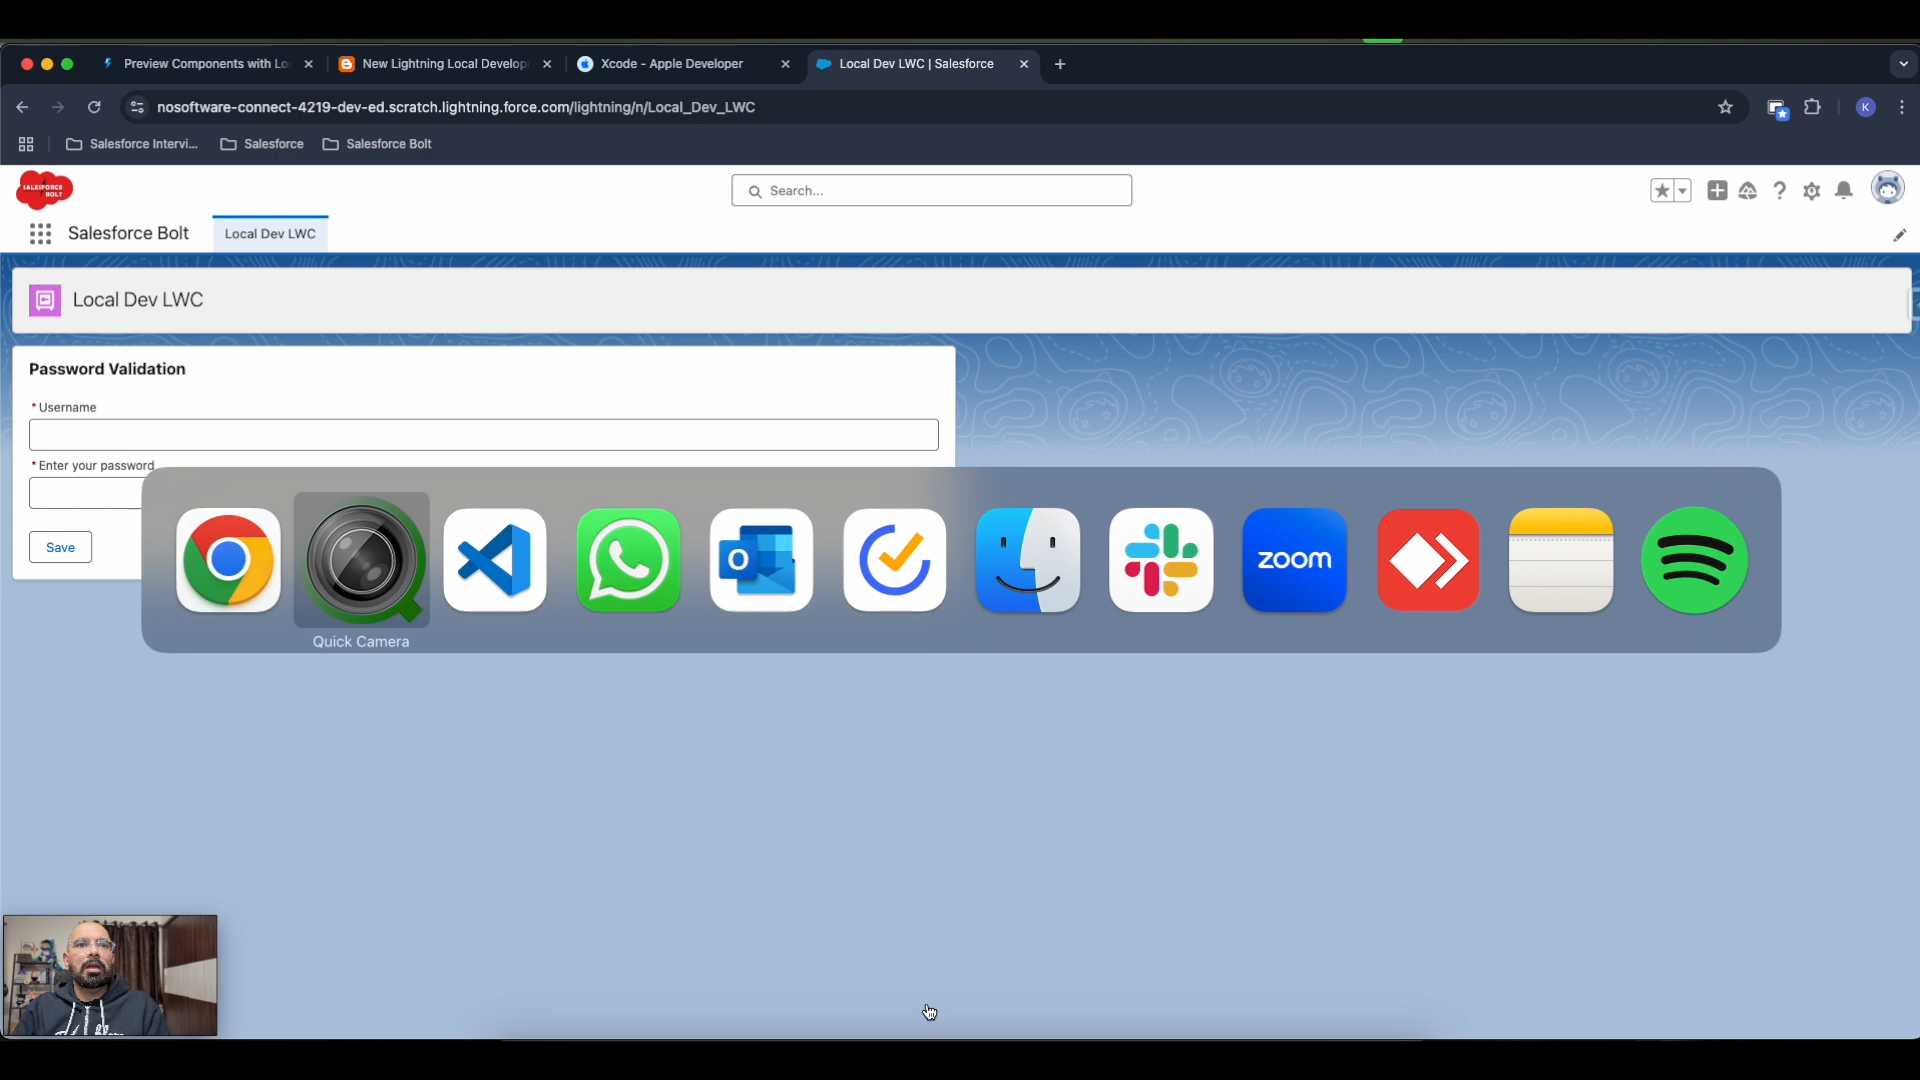 Preview Components with Lo
New Lightning Local Develop
Xcode - Apple Developer
Local Dev LWC | Salesforce
nosoftware-connect-4219-dev-ed.scratch.lightning.force.com/lightning/n/Local_Dev_LWC
K
Salesforce Intervi...
Salesforce
Salesforce Bolt
SALESFORCE
BOLT
Search...
Salesforce Bolt
Local Dev LWC
Local Dev LWC
Password Validation
* Username
* Enter your password
Save
zoom
Quick Camera